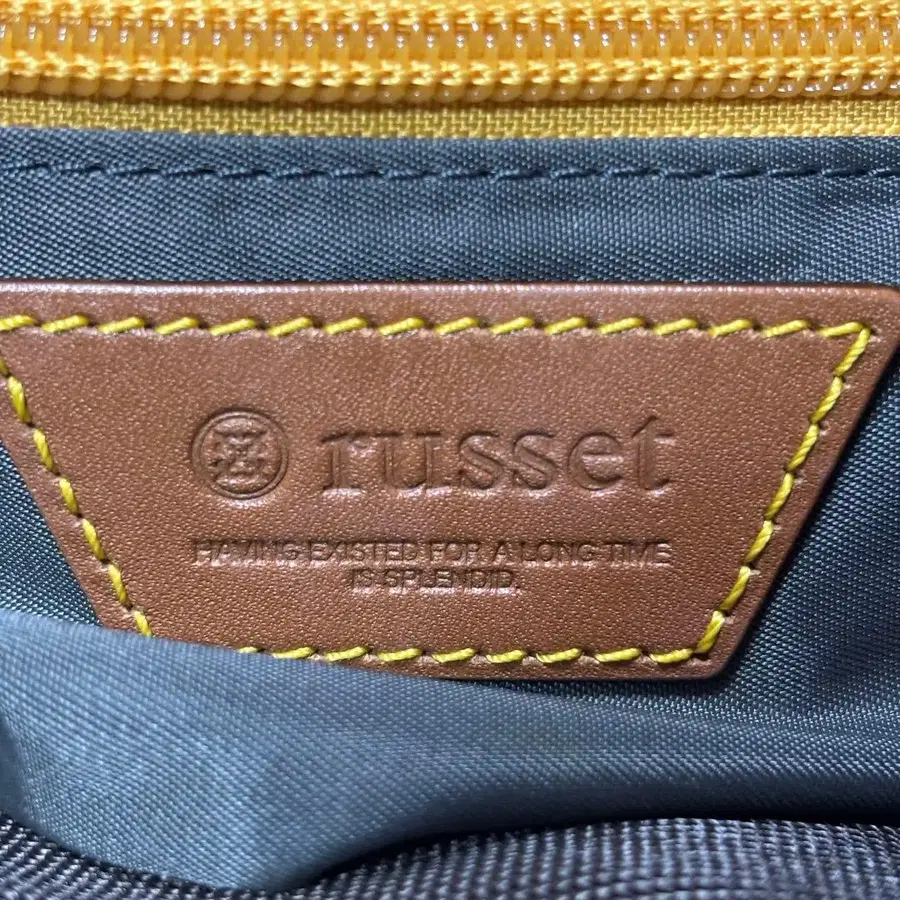 russet
HAVING EXISTED FOR A LONG TIME
IS SPLENDID.